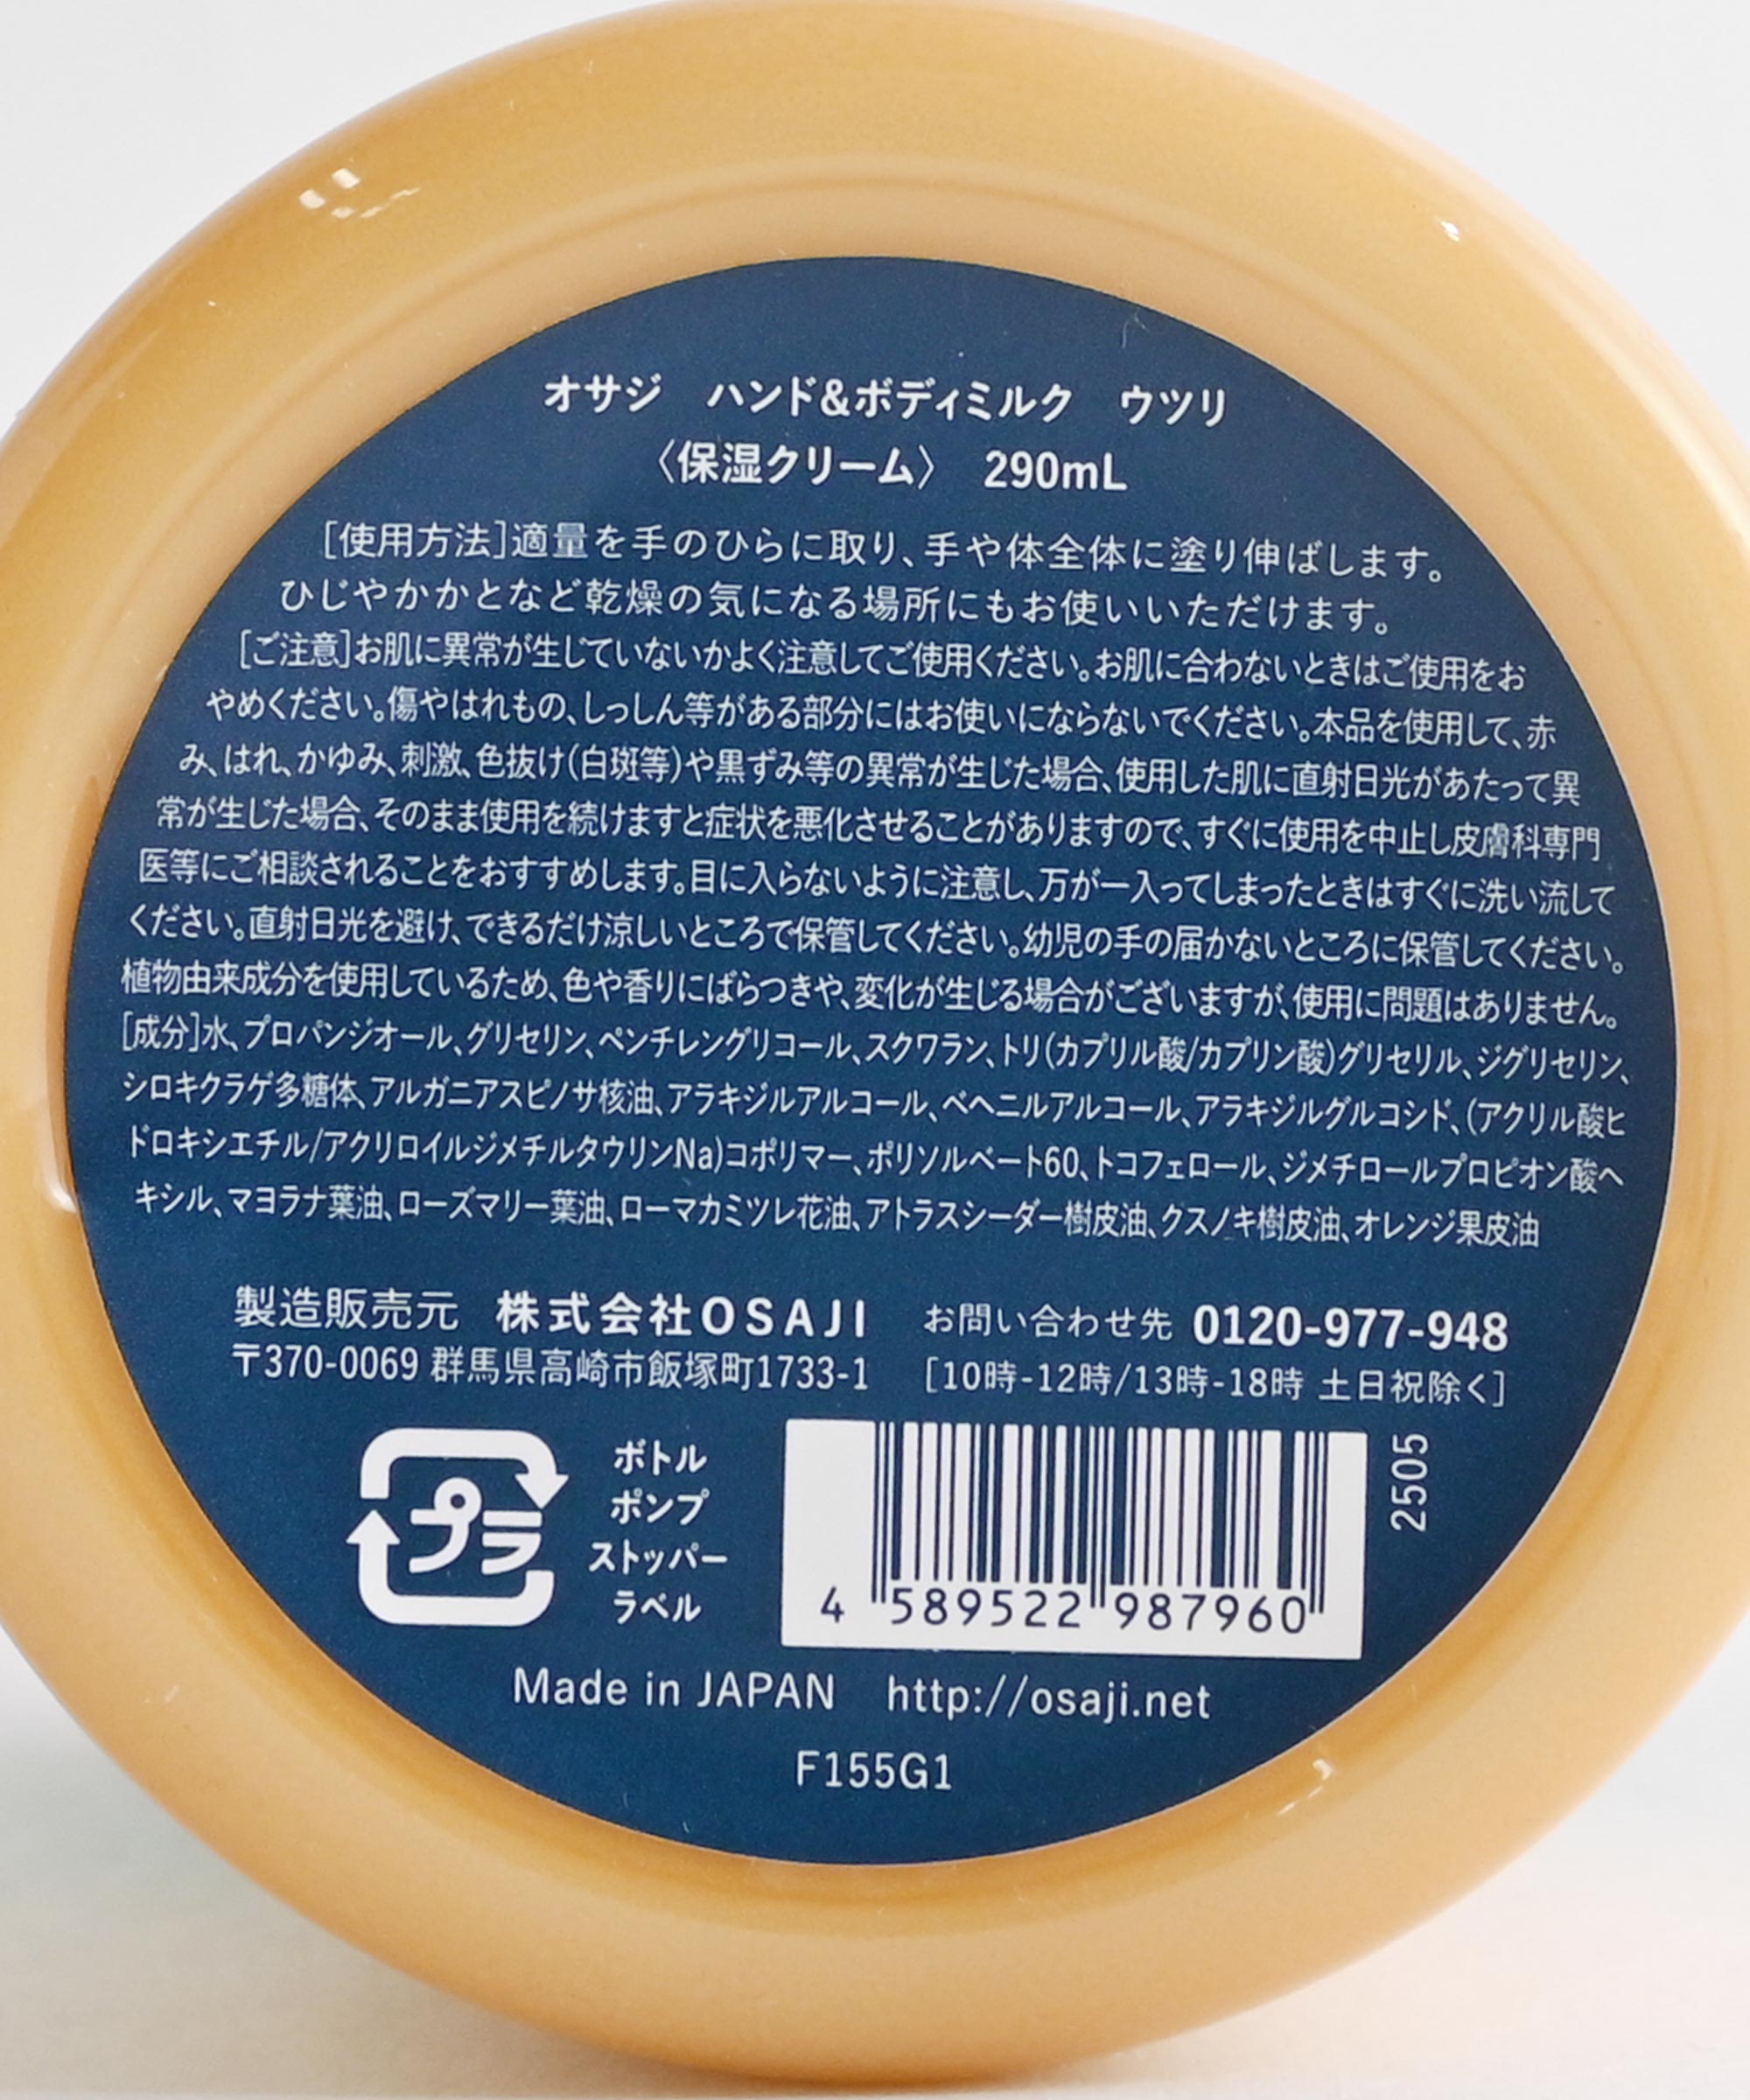 オサジ　ハンド&ボディミルク　ウツリ
〈保湿クリーム〉 290mL
[使用方法]適量を手のひらに取り、手や体全体に塗り伸ばします。
ひじやかかとなど乾燥の気になる場所にもお使いいただけます。
[ご注意]お肌に異常が生じていないかよく注意してご使用ください。お肌に合わないときはご使用をお
やめください。傷やはれもの、しっしん等がある部分にはお使いにならないでください。本品を使用して、赤
み、はれ、かゆみ、刺激、色抜け(白斑等)や黒ずみ等の異常が生じた場合、使用した肌に直射日光があたって異
常が生じた場合、そのまま使用を続けますと症状を悪化させることがありますので、すぐに使用を中止し皮膚科専門
医等にご相談されることをおすすめします。目に入らないように注意し、万が一入ってしまったときはすぐに洗い流して
ください。直射日光を避け、できるだけ涼しいところで保管してください。幼児の手の届かないところに保管してください。
植物由来成分を使用しているため、色や香りにばらつきや、変化が生じる場合がございますが、使用に問題はありません。
[成分]水、プロパンジオール、グリセリン、ペンチレングリコール、スクワラン、トリ(カプリル酸/カプリン酸)グリセリル、ジグリセリン、
シロキクラゲ多糖体、アルガニアスピノサ核油、アラキジルアルコール、ベヘニルアルコール、アラキジルグルコシド、(アクリル酸ヒ
ドロキシエチル/アクリロイルジメチルタウリンNa)コポリマー、ポリソルベート60、トコフェロール、ジメチロールプロピオン酸ヘ
キシル、マヨラナ葉油、ローズマリー葉油、ローマカミツレ花油、アトラスシーダー樹皮油、クスノキ樹皮油、オレンジ果皮油
製造販売元 株式会社OSAJI お問い合わせ先 0120-977-948
〒370-0069 群馬県高崎市飯塚町1733-1 [10時-12時/13時-18時 土日祝除く]
プラ
ボトル
ポンプ
ストッパー
ラベル
4 589522 987960
2505
Made in JAPAN http://osaji.net
F155G1